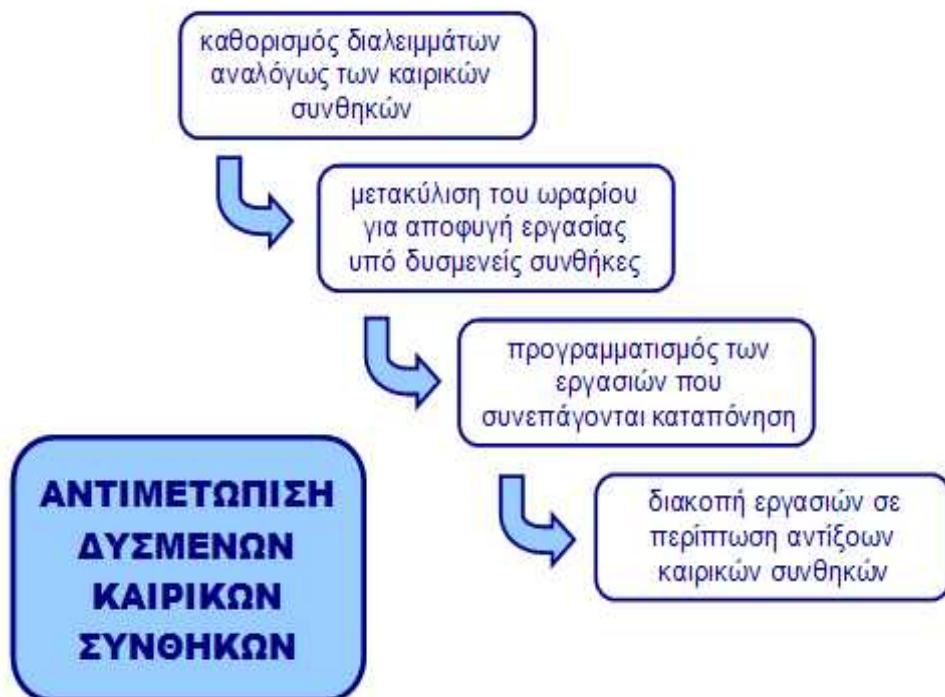 καθορισμός διαλειμμάτων
αναλόγως των καιρικών
συνθηκών
μετακύλιση του ωραρίου
για αποφυγή εργασίας
υπό δυσμενείς συνθήκες
προγραμματισμός των
εργασιών που
συνεπάγονται καταπόνηση
διακοπή εργασιών σε
περίπτωση αντίξοων
καιρικών συνθηκών
ΑΝΤΙΜΕΤΩΠΙΣΗ
ΔΥΣΜΕΝΩΝ
ΚΑΙΡΙΚΩΝ
ΣΥΝΘΗΚΩΝ